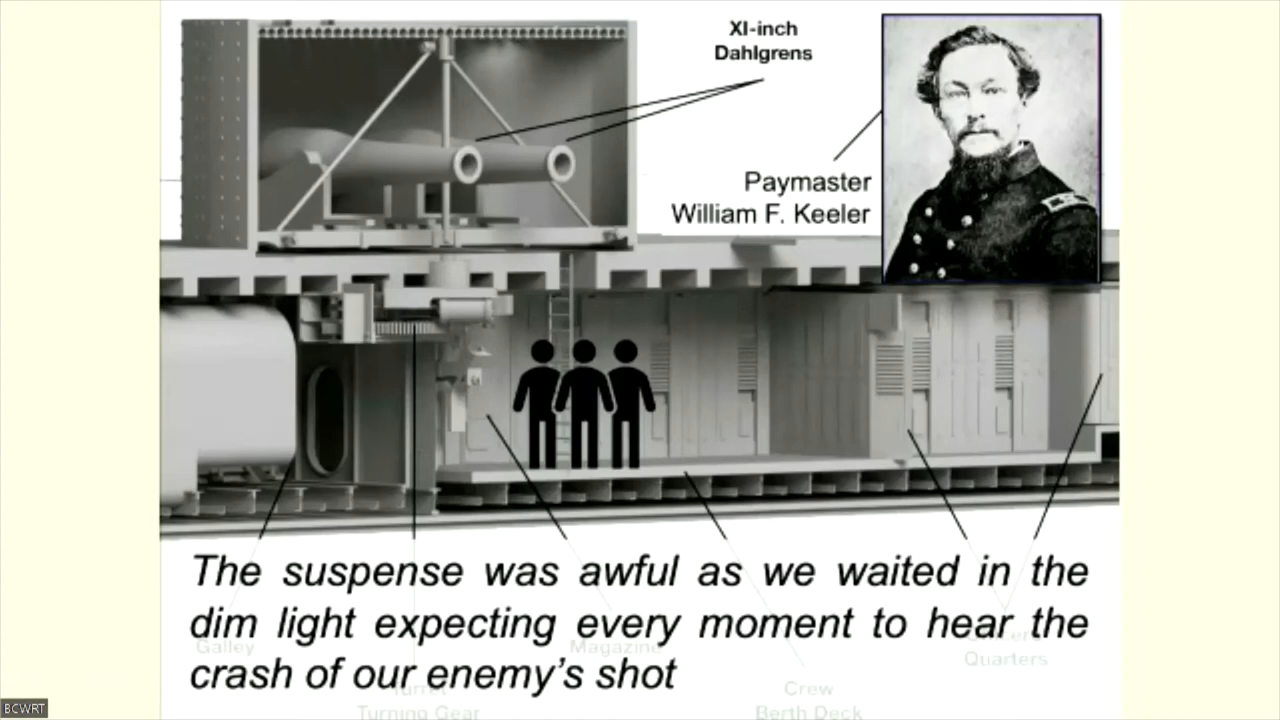 XI-inch
Dahlgrens
Paymaster
William F. Keeler
The suspense was awful as we waited in the
dim light expecting every moment to hear the
crash of our enemy's shot
Galley
Magazine
Officers
Quarters
Turret
Turning Gear
Crew
Berth Deck
BCWRT